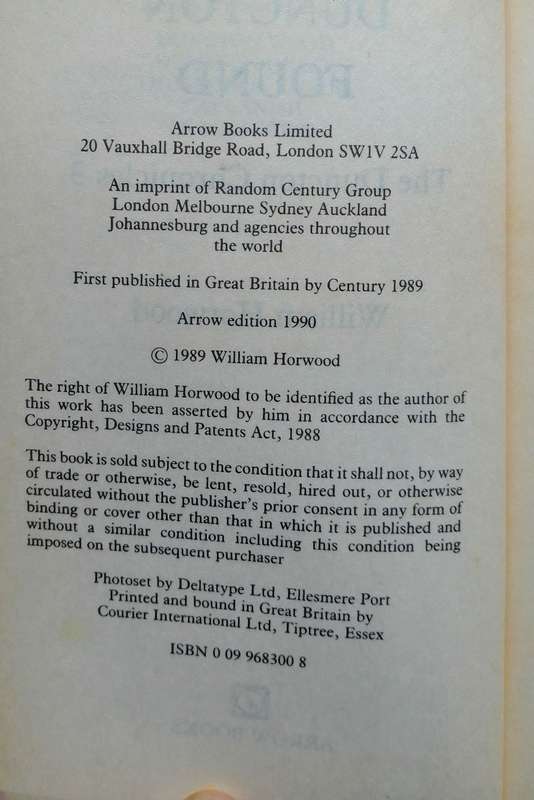 DUNCTON
FOUND
Arrow Books Limited
20 Vauxhall Bridge Road, London SW1V 2SA
An imprint of Random Century Group
London Melbourne Sydney Auckland
Johannesburg and agencies throughout
the world
First published in Great Britain by Century 1989
Arrow edition 1990
© 1989 William Horwood
The right of William Horwood to be identified as the author of
this work has been asserted by him in accordance with the
Copyright, Designs and Patents Act, 1988
This book is sold subject to the condition that it shall not, by way
of trade or otherwise, be lent, resold, hired out, or otherwise
circulated without the publisher's prior consent in any form of
binding or cover other than that in which it is published and
without a similar condition including this condition being
imposed on the subsequent purchaser
Photoset by Deltatype Ltd, Ellesmere Port
Printed and bound in Great Britain by
Courier International Ltd, Tiptree, Essex
ISBN 0 09 968300 8
ARROW BOOKS